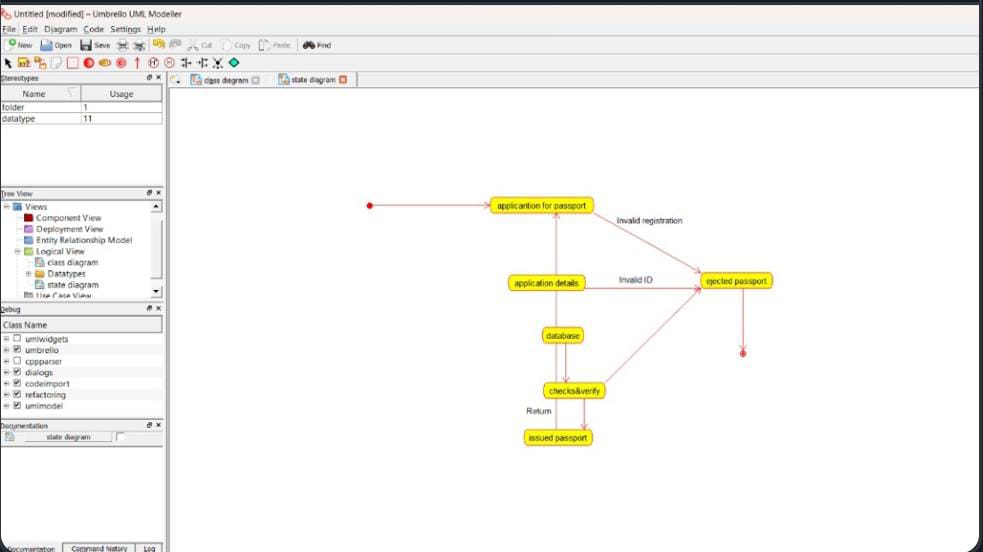 Untitled [modified] – Umbrello UML Modeller
File Edit Diagram Code Settings Help
New Open Save Cut Copy Paste Find
Stereotypes
class diagram state diagram
Name Usage
folder 1
datatype 11
Tree View
Views
Component View
Deployment View
Entity Relationship Model
Logical View
class diagram
Datatypes
state diagram
Use Case View
Debug
Class Name
umlwidgets
umbrello
cppparser
dialogs
codeimport
refactoring
umlmodel
Documentation
state diagram
Documentation Command history Log
applicantion for passport
Invalid registration
application details
Invalid ID
ejected passport
database
checks&verify
Return
issued passport